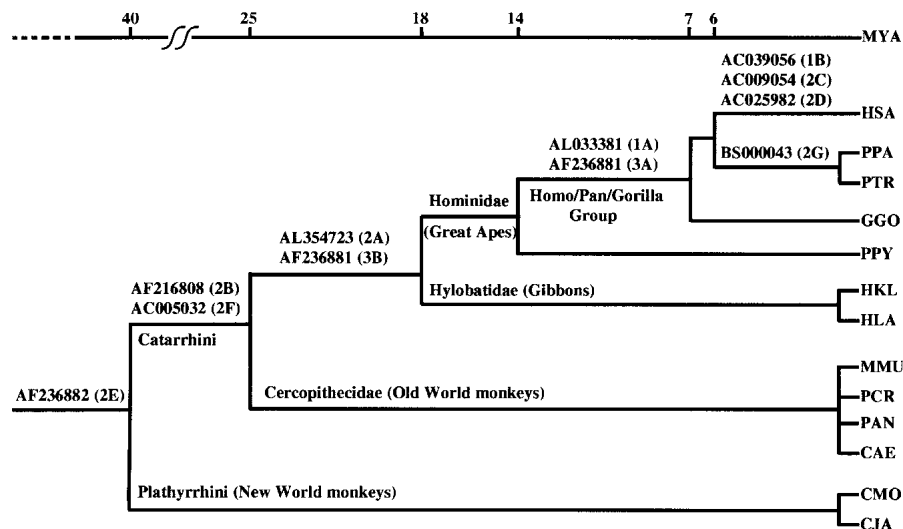 40 25 18 14 7 6
MYA
AC039056 (1B)
AC009054 (2C)
AC025982 (2D)
HSA
AL033381 (1A)
AF236881 (3A)
BS000043 (2G)
PPA
PTR
Homo/Pan/Gorilla
Group
Hominidae
(Great Apes)
GGO
AL354723 (2A)
AF236881 (3B)
PPY
AF216808 (2B)
AC005032 (2F)
Hylobatidae (Gibbons)
HKL
HLA
Catarrhini
MMU
AF236882 (2E)
Cercopithecidae (Old World monkeys)
PCR
PAN
CAE
Plathyrrhini (New World monkeys)
CMO
CJA